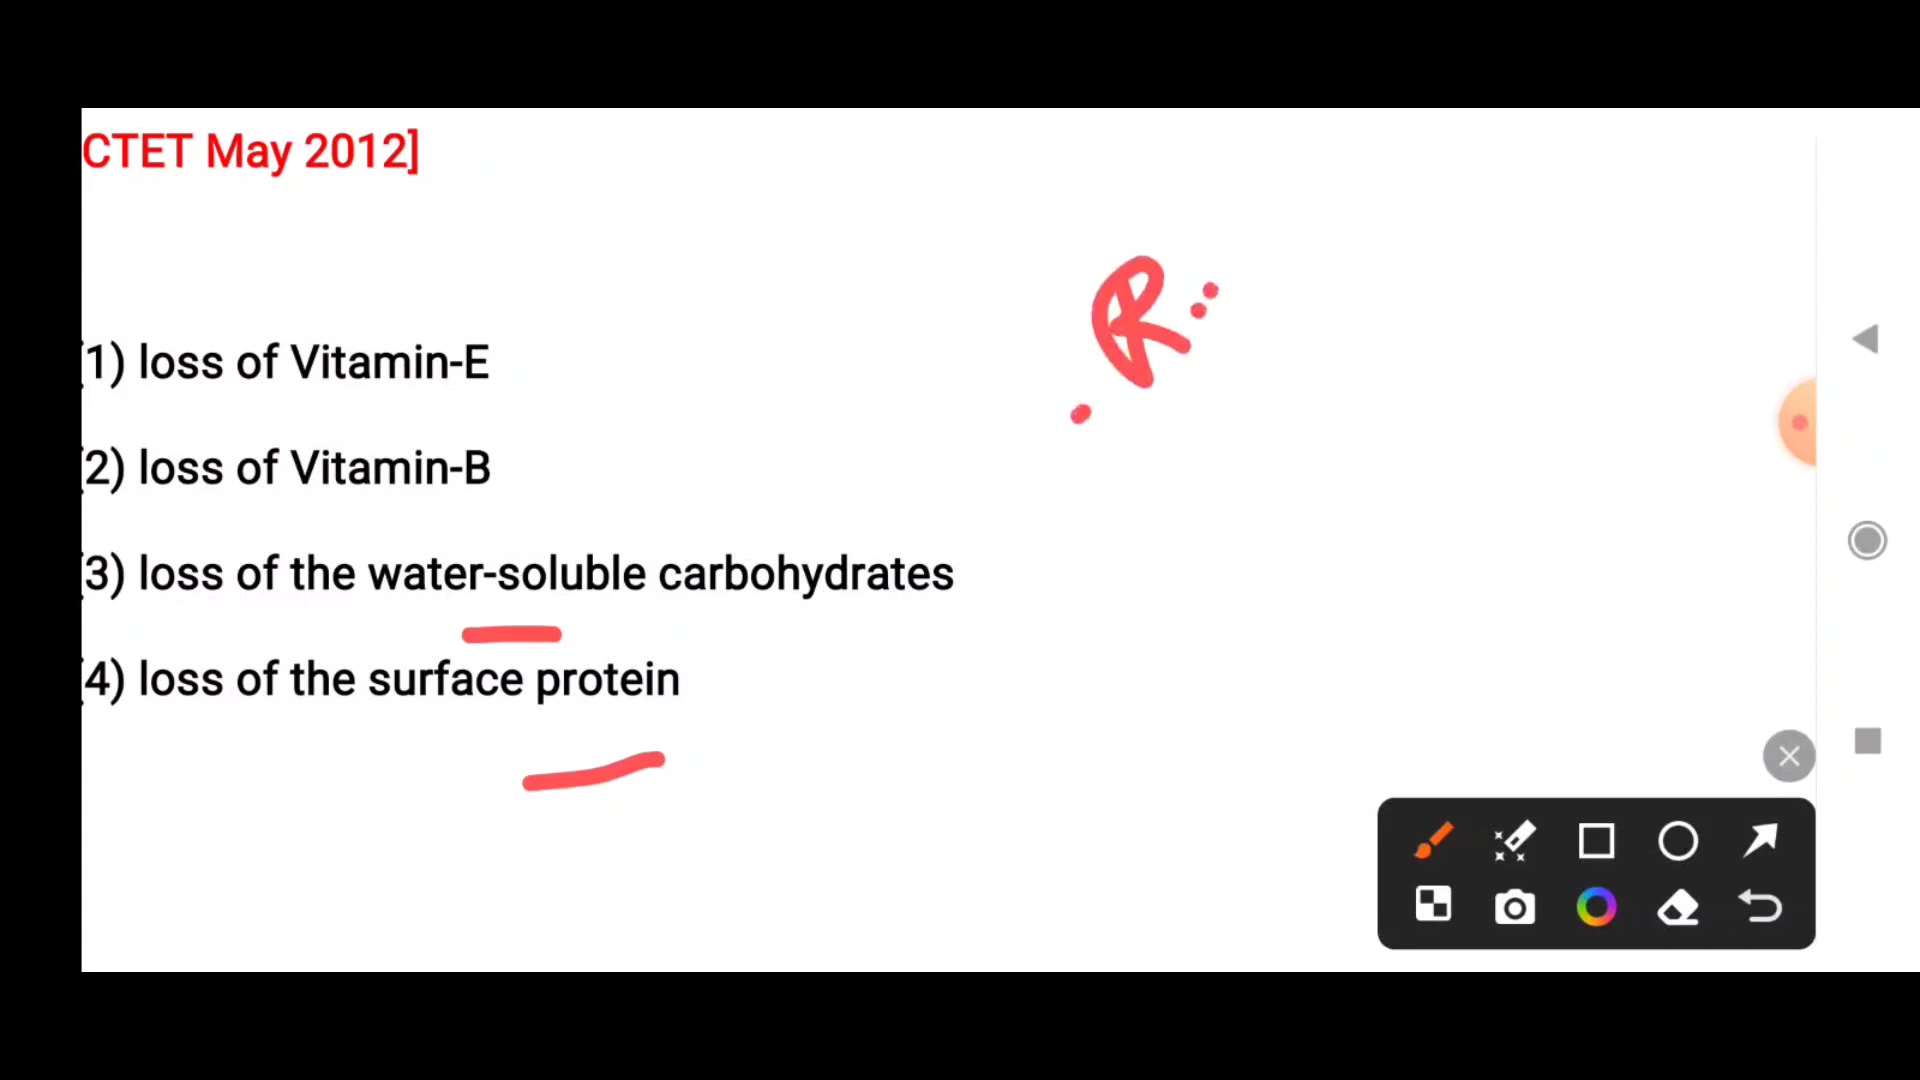 CTET May 2012]
R
(1) loss of Vitamin-E
(2) loss of Vitamin-B
(3) loss of the water-soluble carbohydrates
(4) loss of the surface protein